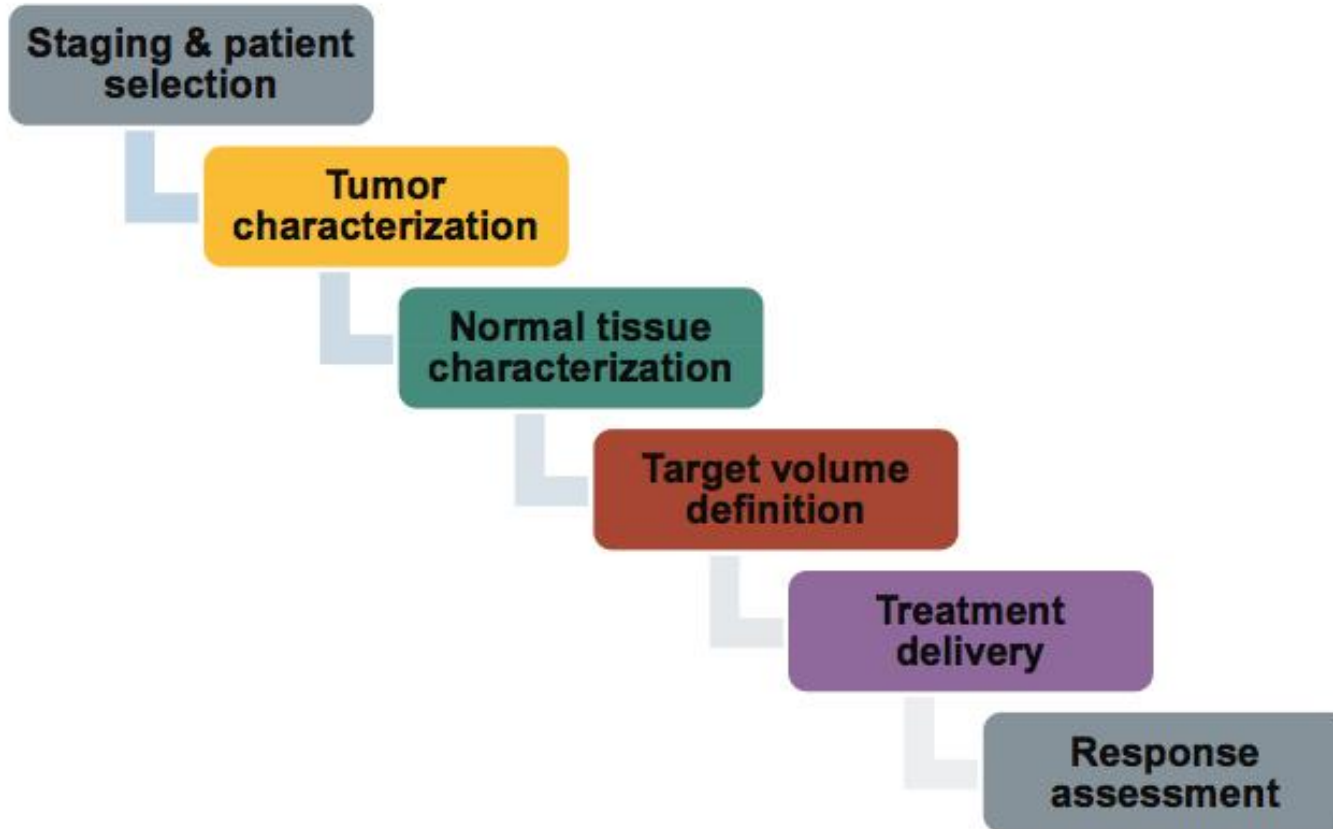 Staging & patient
selection
Tumor
characterization
Normal tissue
characterization
Target volume
definition
Treatment
delivery
Response
assessment